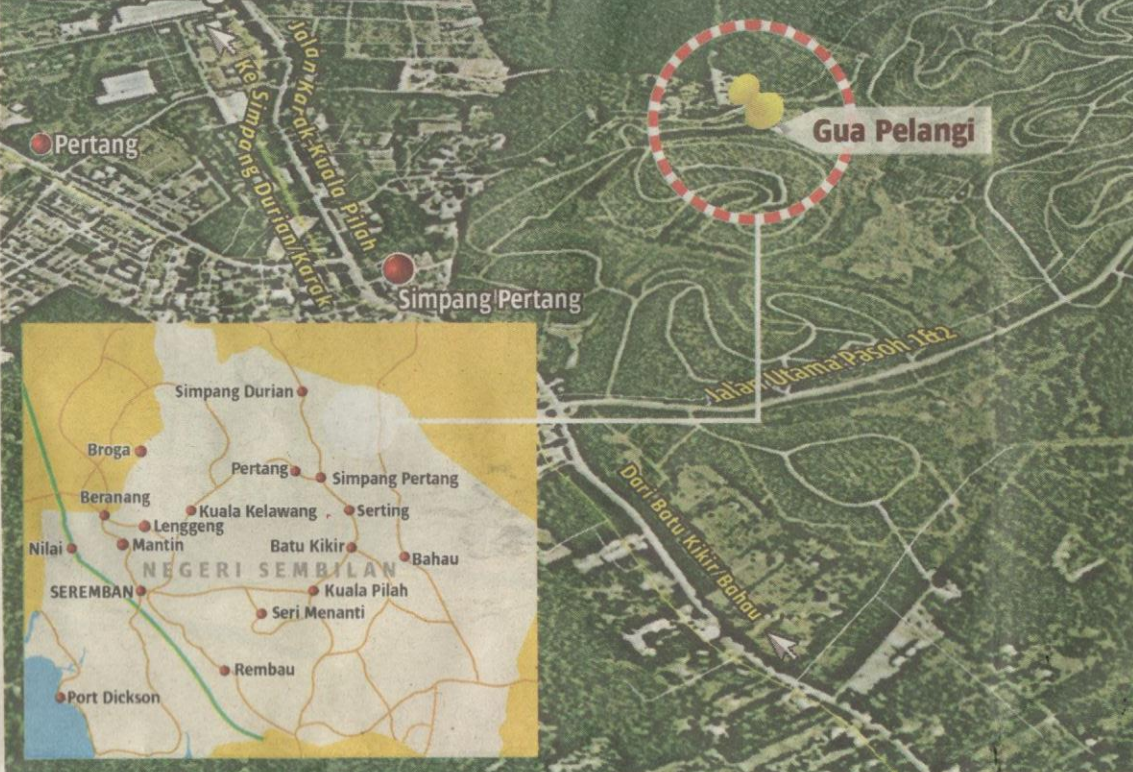 Jalan Karak-Kuala Pilah
Ke Simpang Durian/Karak
Pertang
Gua Pelangi
Simpang Pertang
Jalan Utama Pasoh 1&2
Dari Batu Kikir/Bahau
Simpang Durian
Broga
Pertang
Simpang Pertang
Beranang
Kuala Kelawang
Serting
Lenggeng
Nilai
Mantin
Batu Kikir
Bahau
NEGERI SEMBILAN
SEREMBAN
Kuala Pilah
Seri Menanti
Rembau
Port Dickson